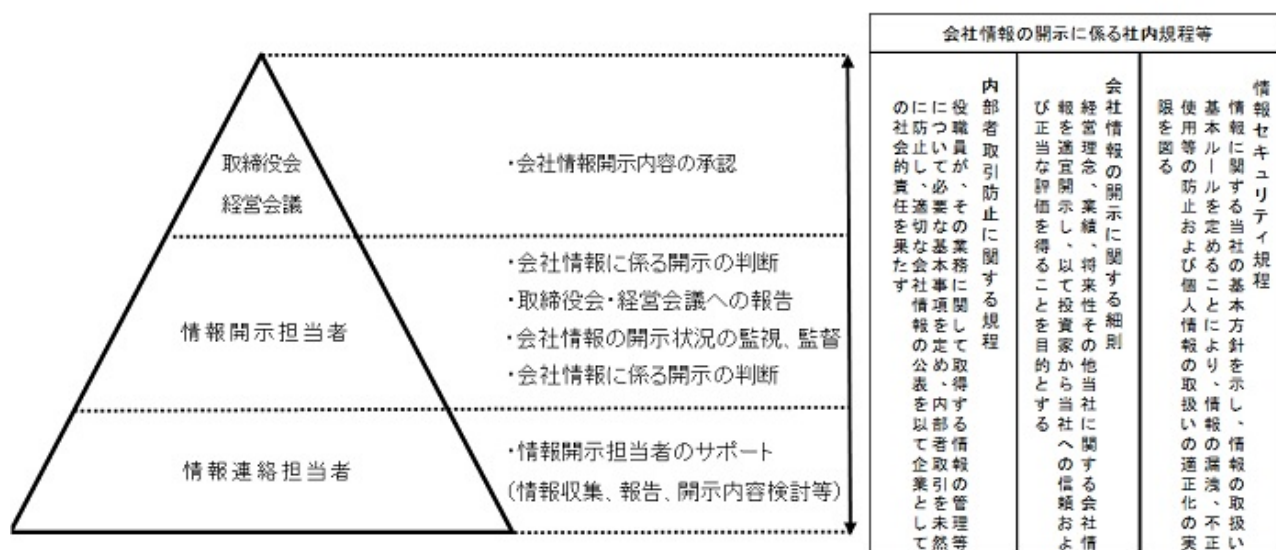 取締役会
経営会議
・会社情報開示内容の承認
情報開示担当者
・会社情報に係る開示の判断
・取締役会・経営会議への報告
・会社情報の開示状況の監視、監督
・会社情報に係る開示の判断
情報連絡担当者
・情報開示担当者のサポート
(情報収集、報告、開示内容検討等)
会社情報の開示に係る社内規程等
情報セキュリティ規程
情報に関する当社の基本方針を示し、情報の取扱い
基本ルールを定めることにより、情報の漏洩、不正
使用等の防止および個人情報の取扱いの適正化の実
限を図る
会社情報の開示に関する細則
経営理念、業績、将来性その他当社に関する会社情
報を適宜開示し、以て投資家から当社への信頼およ
び正当な評価を得ることを目的とする
内部者取引防止に関する規程
役職員が、その業務に関して取得する情報の管理等
について必要な基本事項を定め、内部者取引を未然
に防止し、適切な会社情報の公表を以て企業として
の社会的責任を果たす